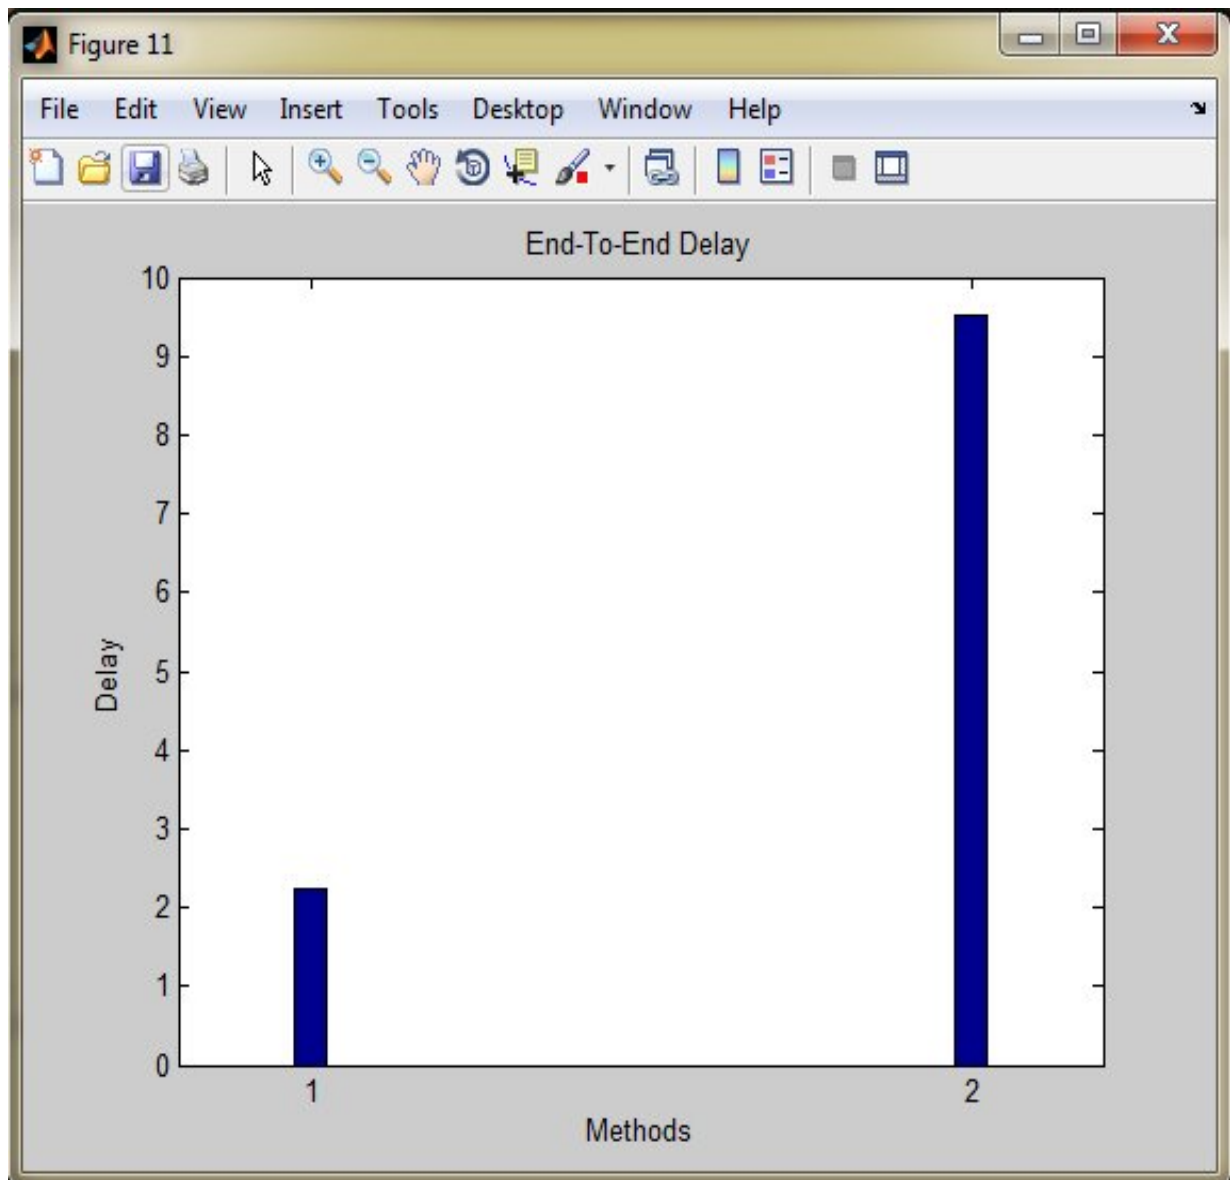 Figure 11
File Edit View Insert Tools Desktop Window Help
End-To-End Delay
10
9
8
7
6
5
4
3
2
1
0
Delay
1 2
Methods